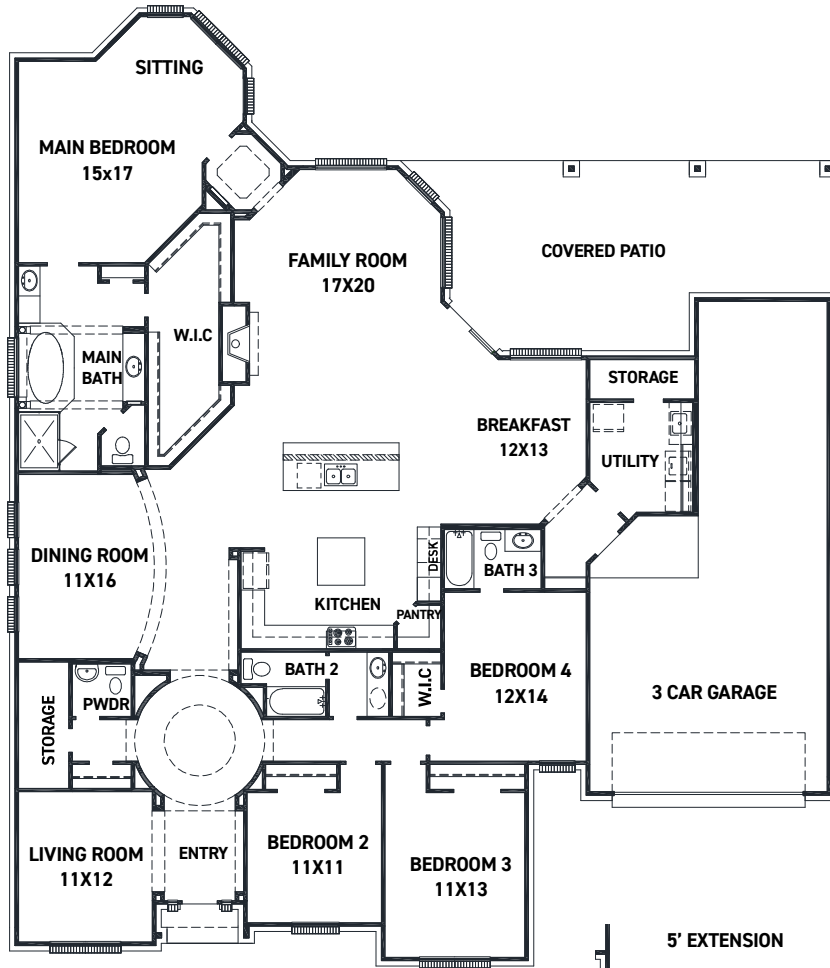 SITTING
MAIN BEDROOM
15x17
FAMILY ROOM
17X20
COVERED PATIO
W.I.C
MAIN
BATH
STORAGE
BREAKFAST
12X13
UTILITY
DINING ROOM
11X16
DESK
BATH 3
KITCHEN
PANTRY
BATH 2
W.I.C
BEDROOM 4
12X14
3 CAR GARAGE
STORAGE
PWDR
LIVING ROOM
11X12
ENTRY
BEDROOM 2
11X11
BEDROOM 3
11X13
5’ EXTENSION